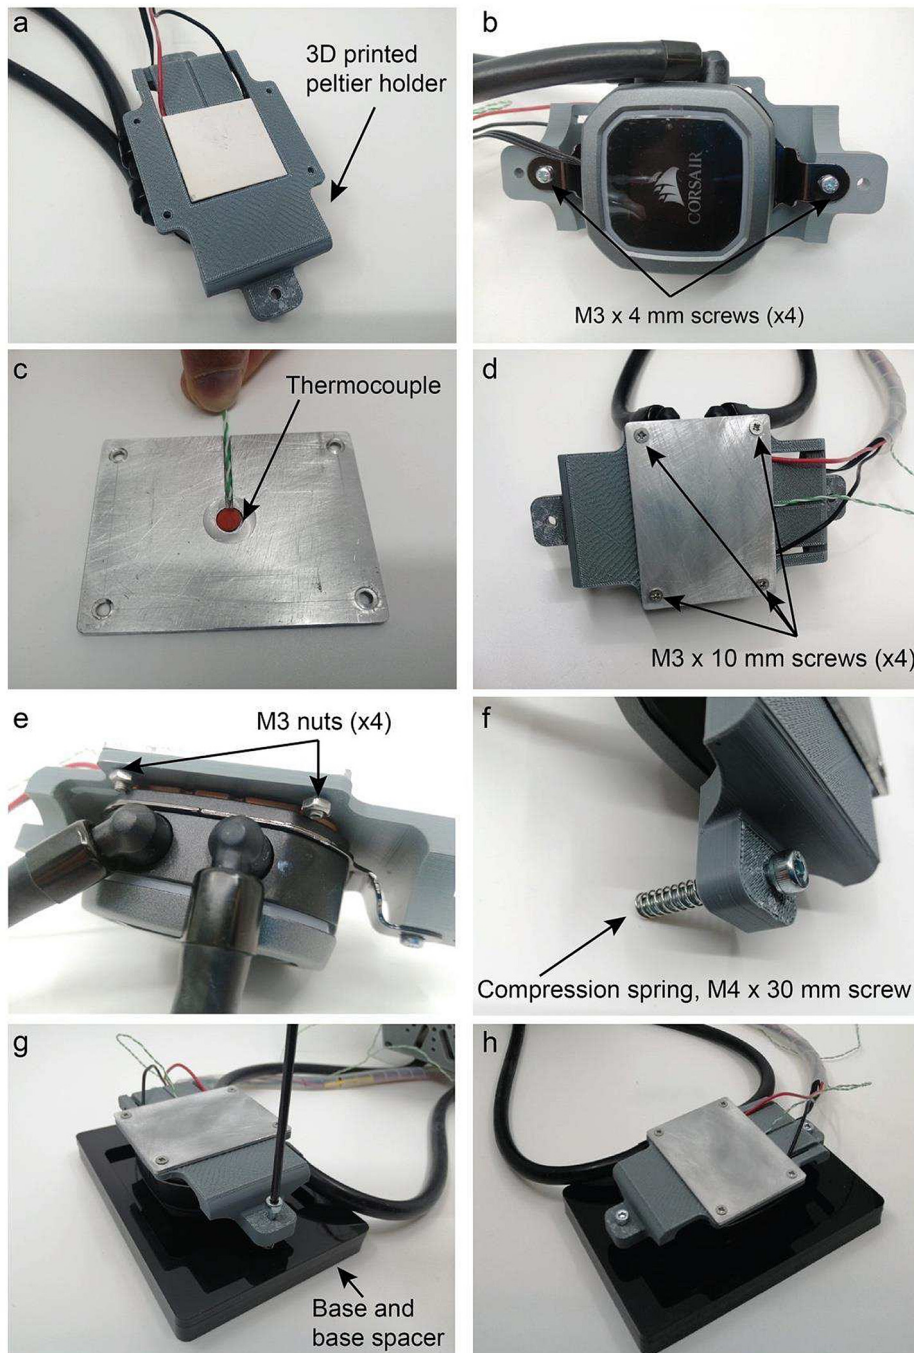 a
3D printed
peltier holder
b
CORSAIR
M3 x 4 mm screws (x4)
c
Thermocouple
d
M3 x 10 mm screws (x4)
e
M3 nuts (x4)
f
Compression spring, M4 x 30 mm screw
g
Base and
base spacer
h